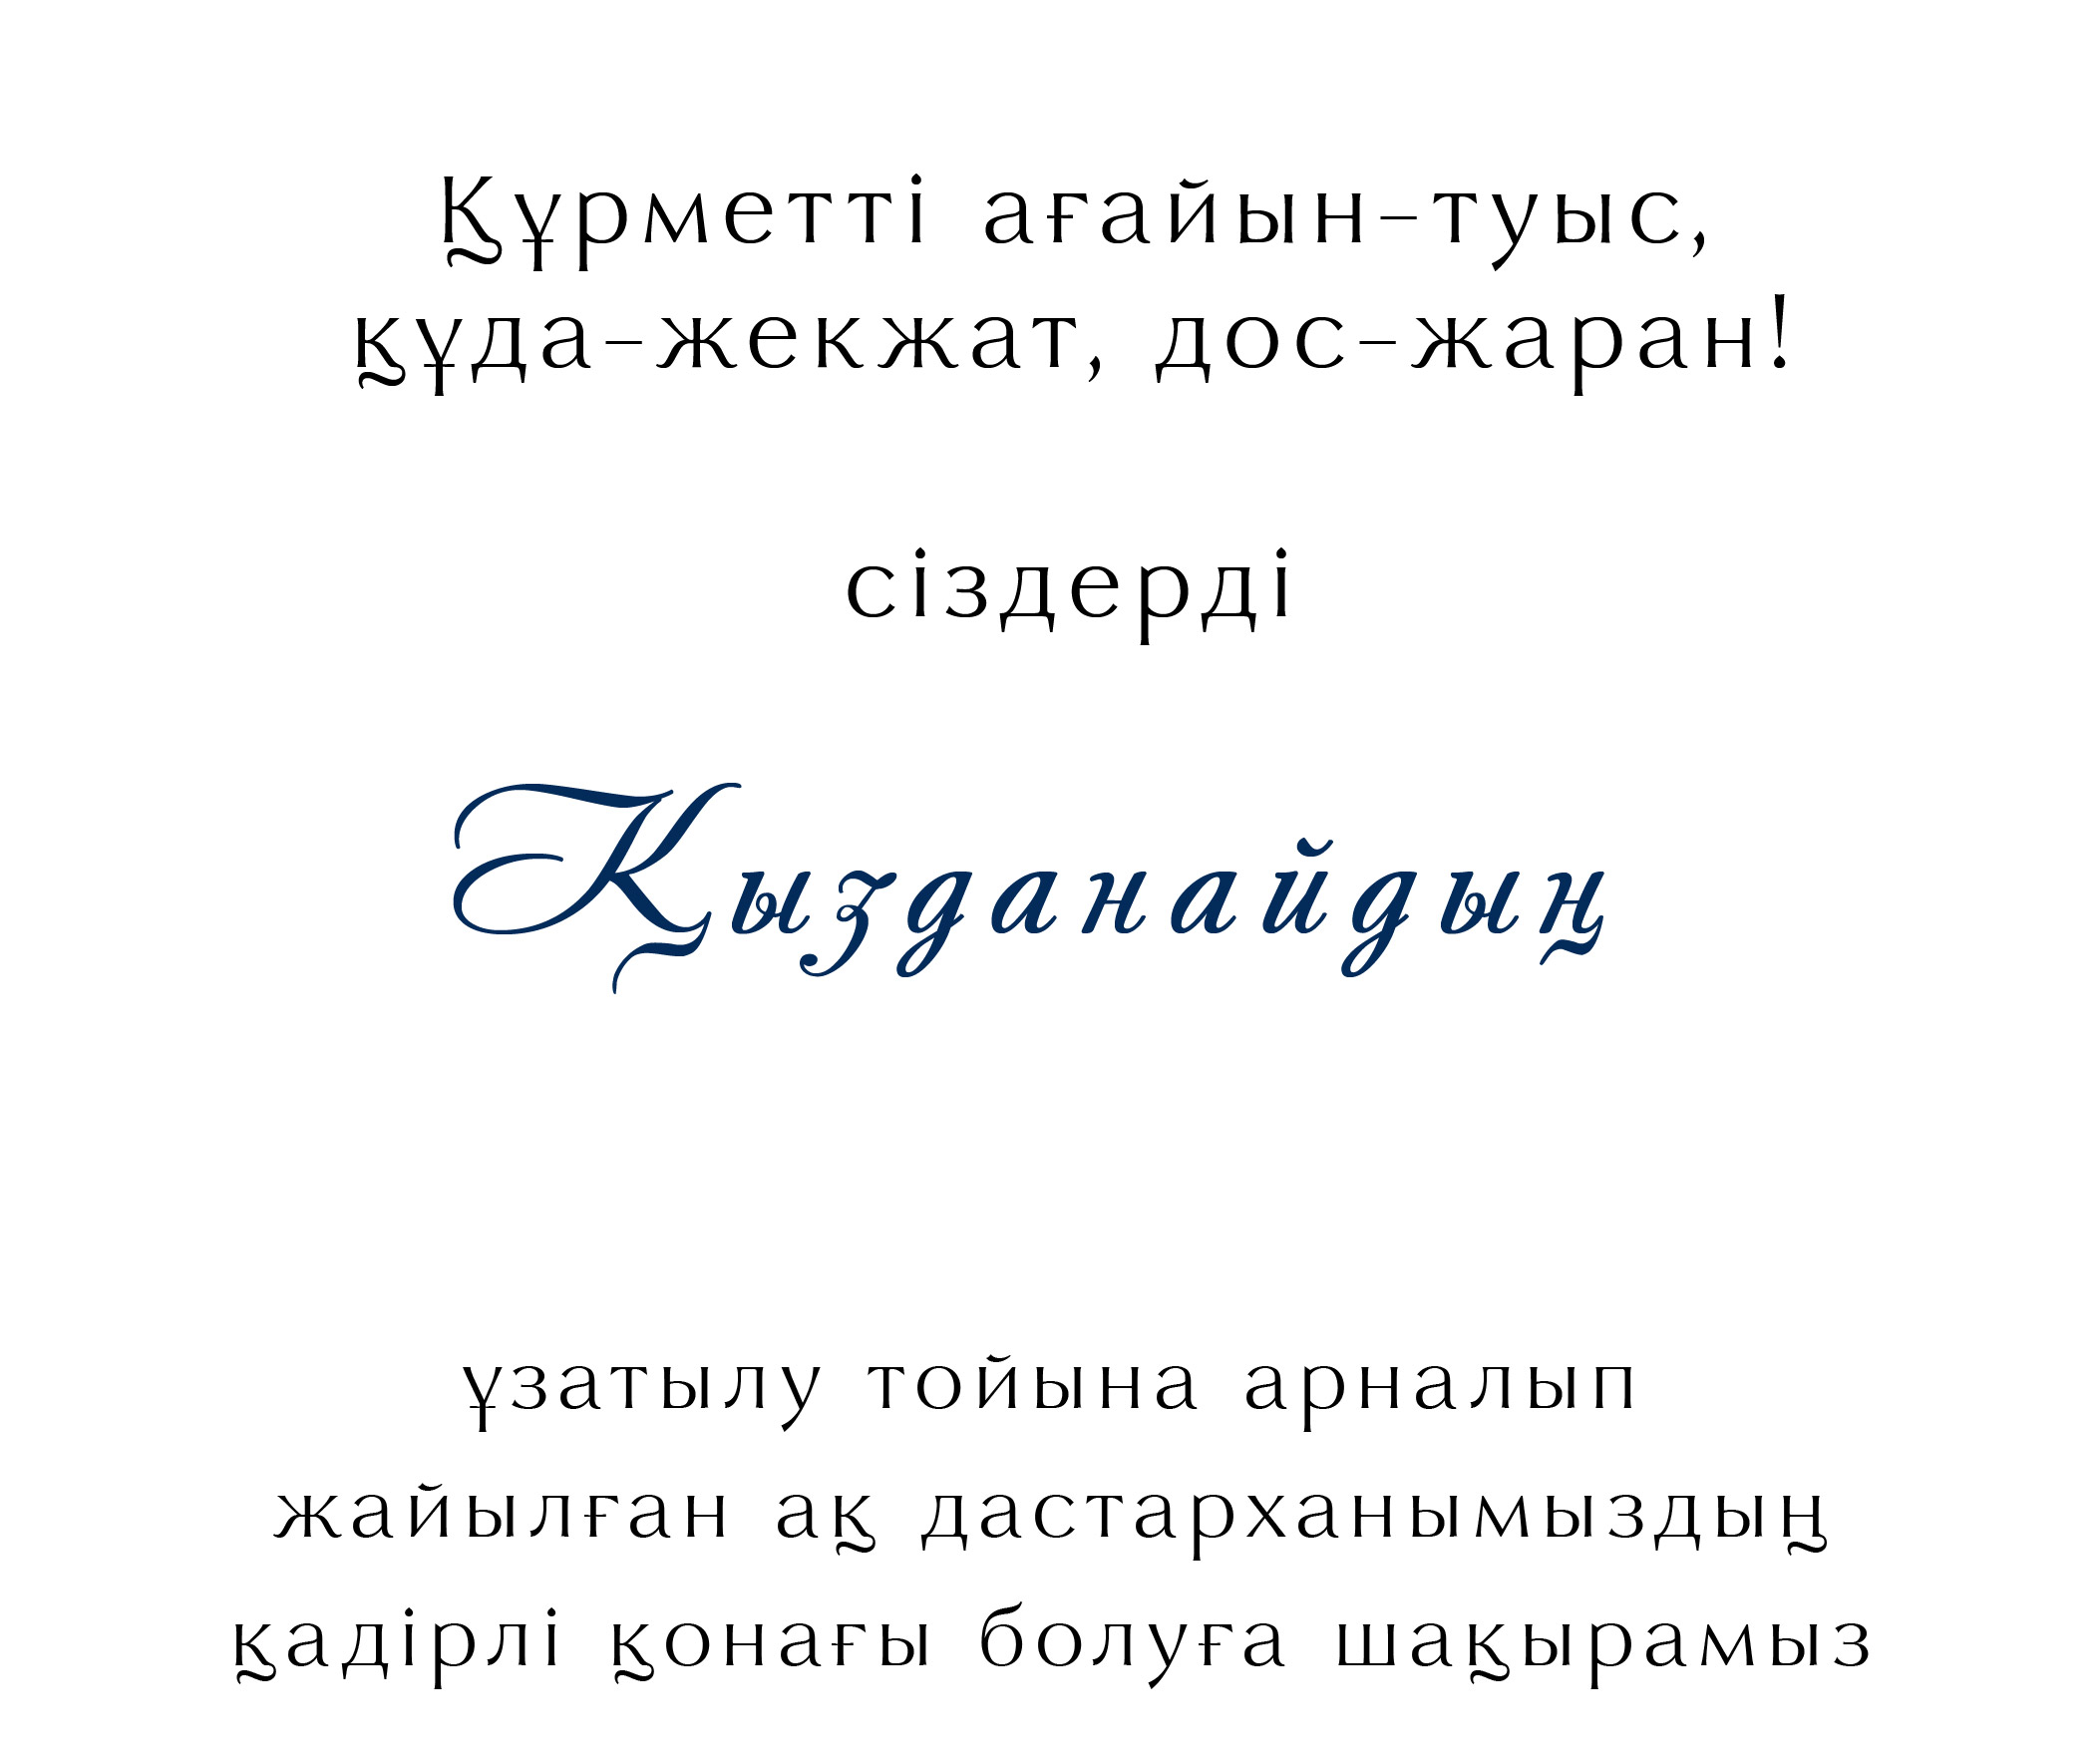 Құрметті ағайын-туыс,
құда-жекжат, дос-жаран!
сіздерді
Қызданайдың
ұзатылу тойына арналып
жайылған ақ дастарханымыздың
қадірлі қонағы болуға шақырамыз